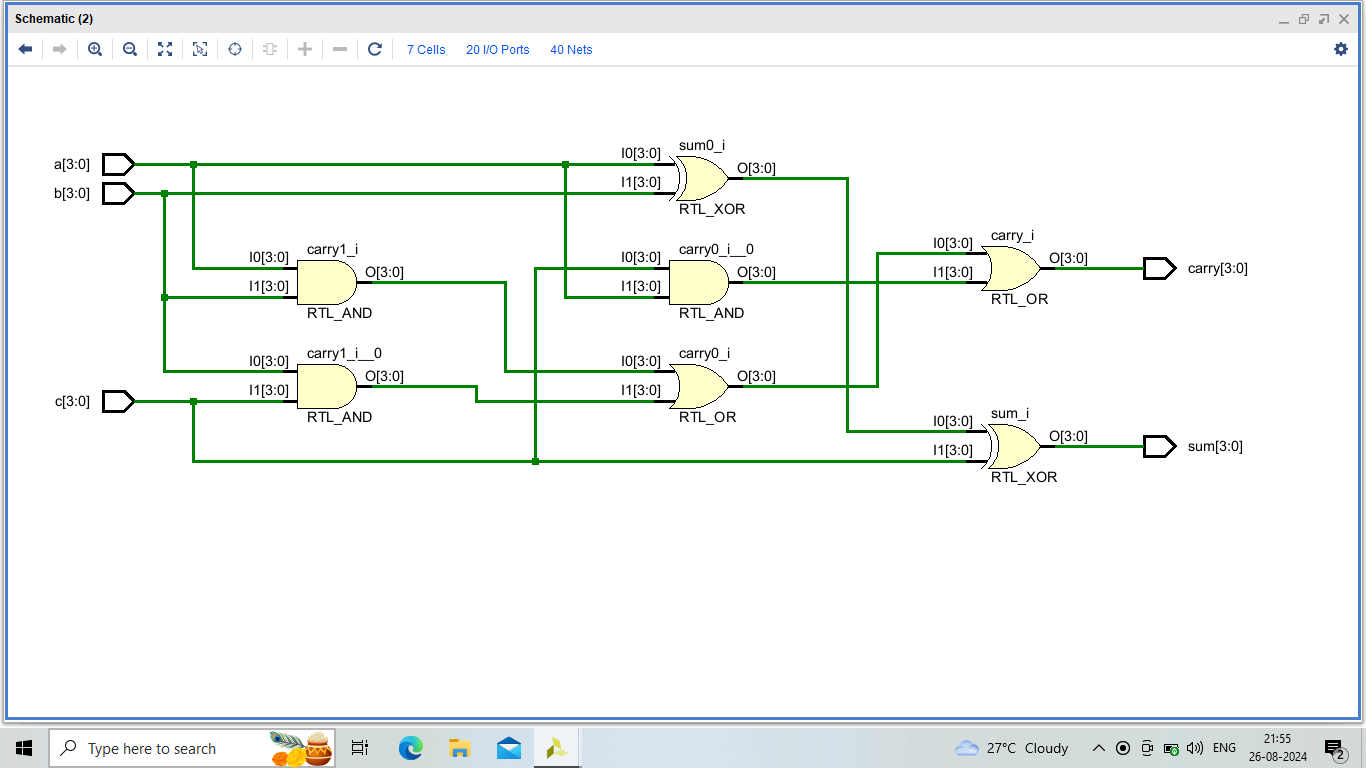 Schematic (2)
7 Cells 20 I/O Ports 40 Nets
sum0_i
a[3:0] I0[3:0] O[3:0]
b[3:0] I1[3:0]
RTL_XOR
carry1_i carry0_i__0 carry_i
I0[3:0] O[3:0] I0[3:0] O[3:0] I0[3:0] O[3:0] carry[3:0]
I1[3:0] I1[3:0] I1[3:0]
RTL_AND RTL_AND RTL_OR
carry1_i__0 carry0_i
I0[3:0] O[3:0] I0[3:0] O[3:0]
c[3:0] I1[3:0] I1[3:0]
RTL_AND RTL_OR
sum_i
I0[3:0] O[3:0] sum[3:0]
I1[3:0]
RTL_XOR
Type here to search 27°C Cloudy ENG 21:55
26-08-2024 2